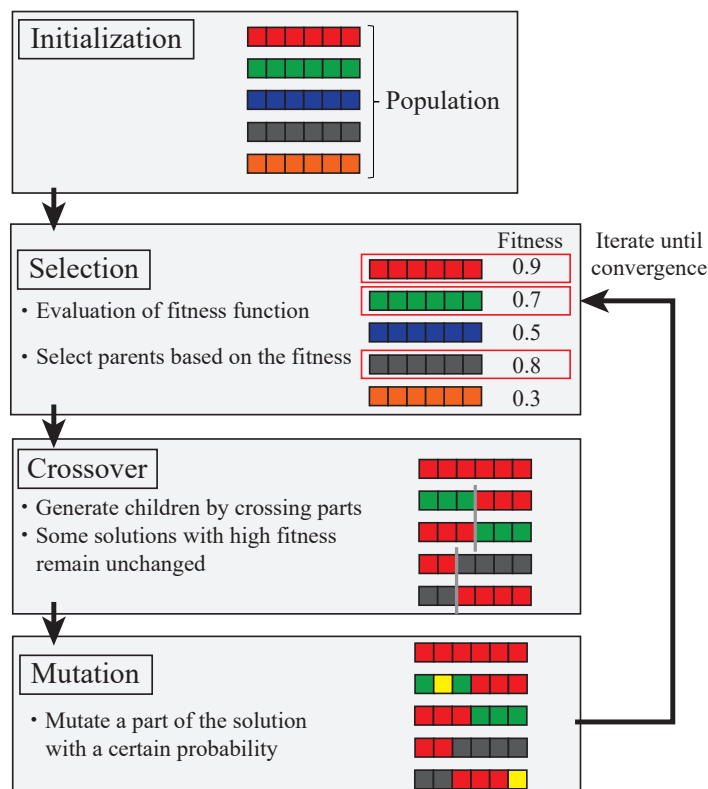 Initialization
Population
Fitness
Iterate until
convergence
Selection
0.9
・Evaluation of fitness function
0.7
0.5
・Select parents based on the fitness
0.8
0.3
Crossover
・Generate children by crossing parts
・Some solutions with high fitness
remain unchanged
Mutation
・Mutate a part of the solution
with a certain probability